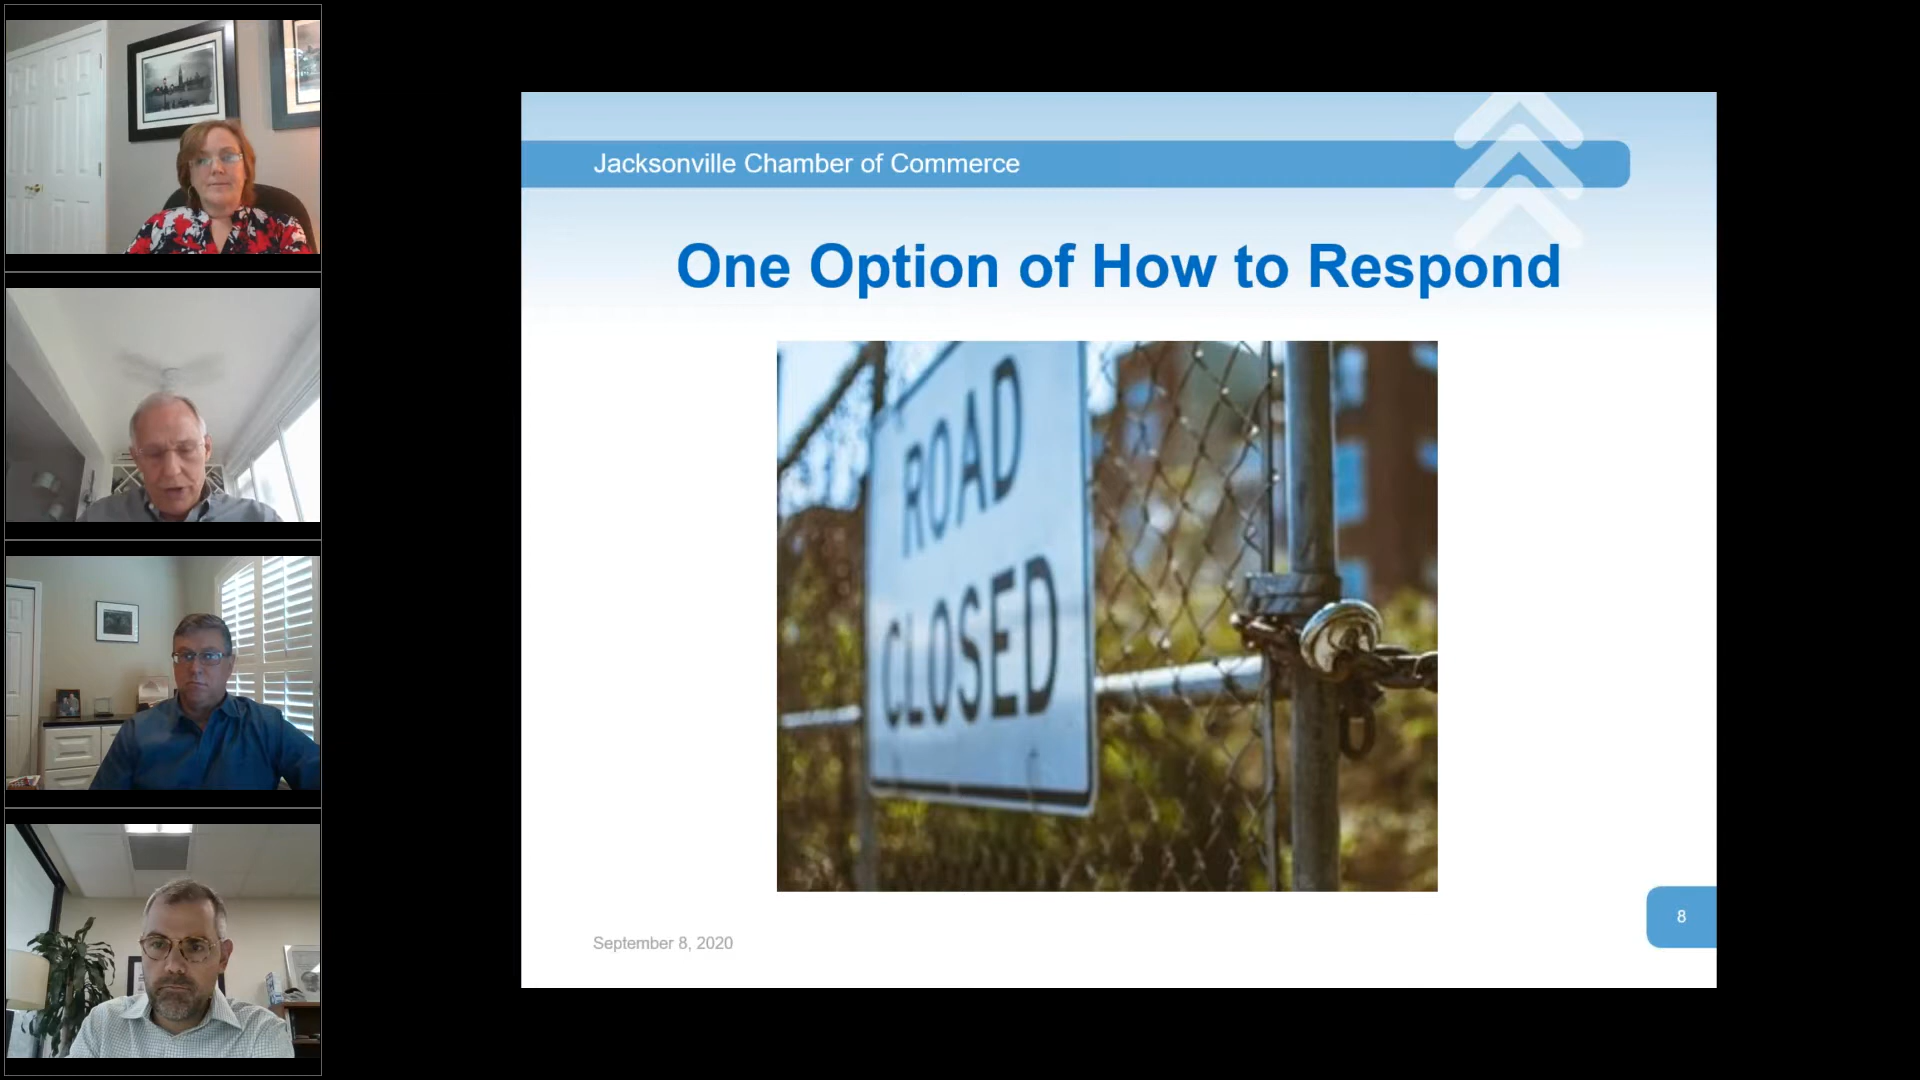 Jacksonville Chamber of Commerce
One Option of How to Respond
ROAD
CLOSED
September 8, 2020
8